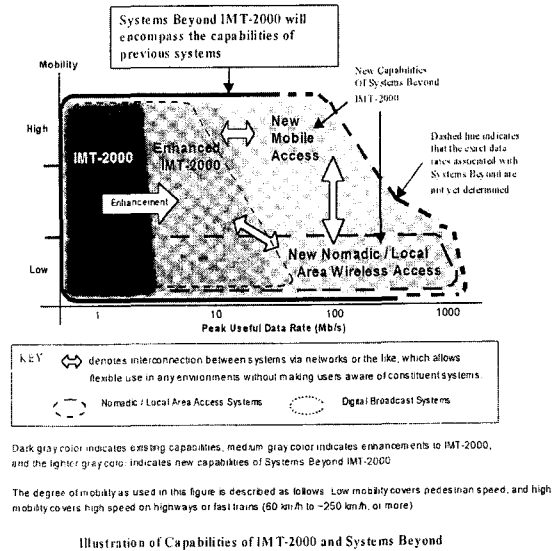 Systems Beyond IMT-2000 will
encompass the capabilities of
previous systems
Mobility
New Capabilities
Of Systems Beyond
IMT-2000
High
New
Mobile
Access
IMT-2000
Enhanced
IMT-2000
Dashed line indicates
that the exact data
rates associated with
Systems Beyond are
not yet determined
Enhancement
Low
New Nomadic / Local
Area Wireless Access
1
10
100
1000
Peak Useful Data Rate (Mb/s)
KEY
denotes interconnection between systems via networks or the like, which allows
flexible use in any environments without making users aware of constituent systems.
Nomadic / Local Area Access Systems
Digital Broadcast Systems
Dark gray color indicates existing capabilities, medium gray color indicates enhancements to IMT-2000,
and the lighter gray color indicates new capabilities of Systems Beyond IMT-2000
The degree of mobility as used in this figure is described as follows Low mobility covers pedestrian speed, and high
mobility covers high speed on highways or fast trains (60 km/h to ~250 km/h, or more)
Illustration of Capabilities of IMT-2000 and Systems Beyond